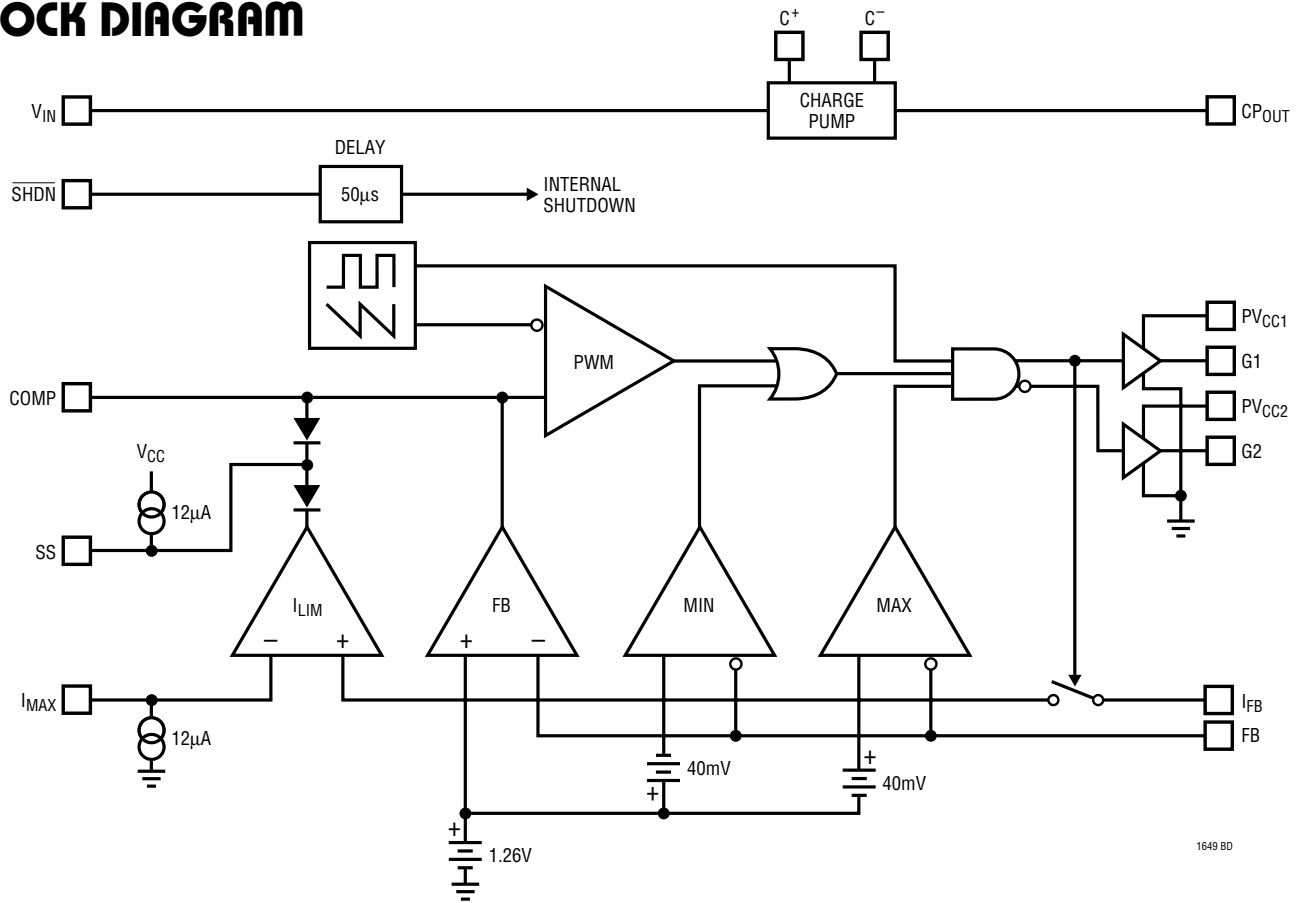 OCK DIAGRAM
C+ C–
VIN
CHARGE
PUMP
CPOUT
DELAY
SHDN
50µs
INTERNAL
SHUTDOWN
PVCC1
PWM
G1
COMP
PVCC2
VCC
G2
12µA
SS
ILIM
FB
MIN
MAX
– +
+ –
IMAX
IFB
12µA
FB
40mV
+
+
40mV
+
1.26V
1649 BD